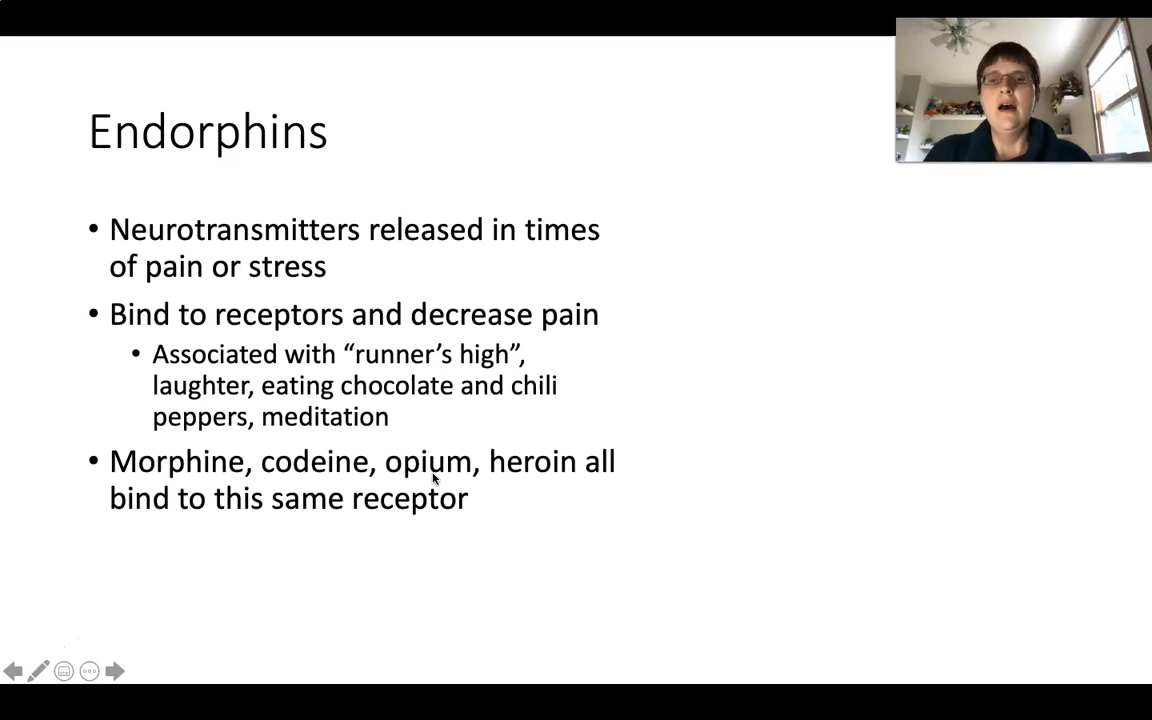 Endorphins
• Neurotransmitters released in times
of pain or stress
• Bind to receptors and decrease pain
• Associated with “runner’s high”,
laughter, eating chocolate and chili
peppers, meditation
• Morphine, codeine, opium, heroin all
bind to this same receptor